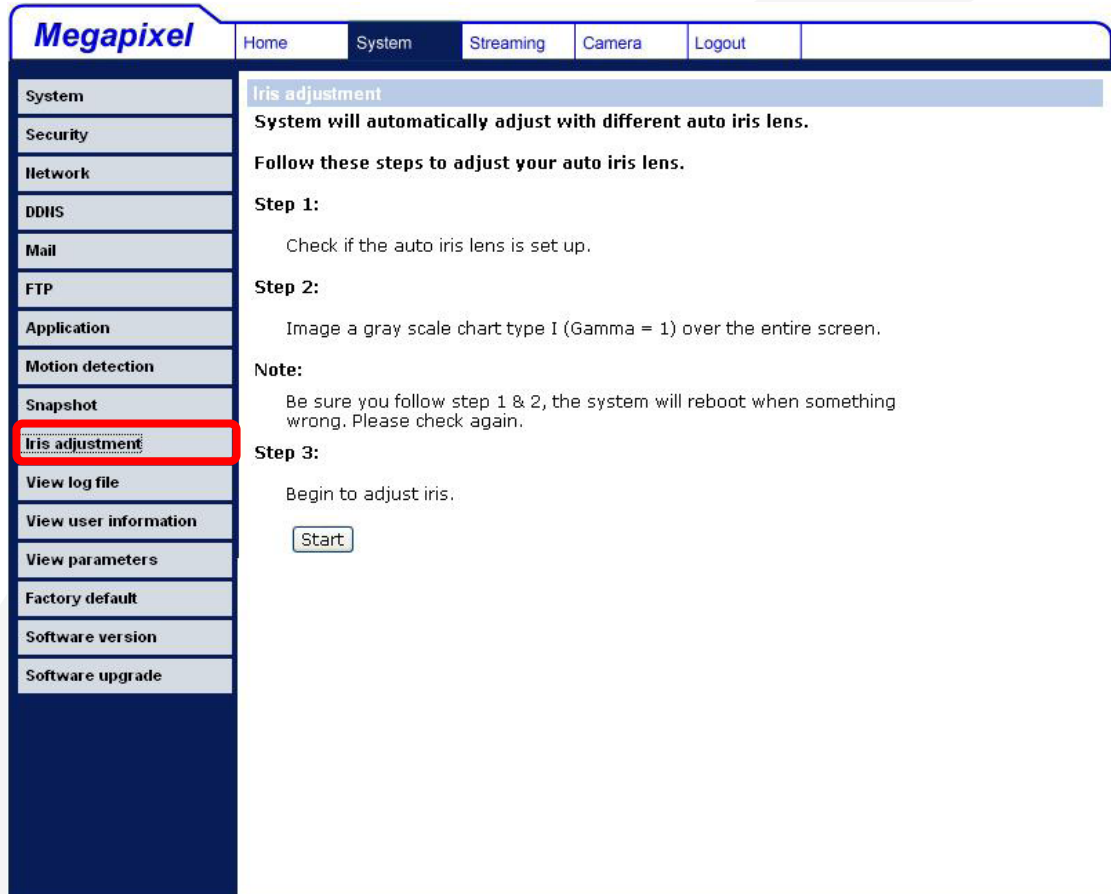 Megapixel
Home System Streaming Camera Logout
System
Security
Network
DDNS
Mail
FTP
Application
Motion detection
Snapshot
Iris adjustment
View log file
View user information
View parameters
Factory default
Software version
Software upgrade
Iris adjustment
System will automatically adjust with different auto iris lens.
Follow these steps to adjust your auto iris lens.
Step 1:
Check if the auto iris lens is set up.
Step 2:
Image a gray scale chart type I (Gamma = 1) over the entire screen.
Note:
Be sure you follow step 1 & 2, the system will reboot when something
wrong. Please check again.
Step 3:
Begin to adjust iris.
Start